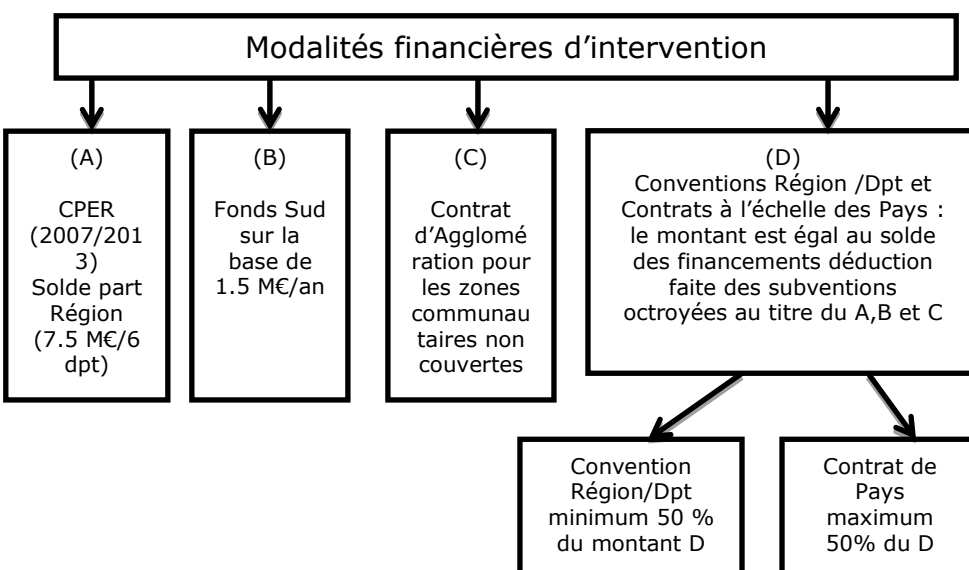 Modalités financières d'intervention
(A)
CPER
(2007/201
3)
Solde part
Région
(7.5 M€/6
dpt)
(B)
Fonds Sud
sur la
base de
1.5 M€/an
(C)
Contrat
d'Agglomé
ration pour
les zones
communau
taires non
couvertes
(D)
Conventions Région /Dpt et
Contrats à l'échelle des Pays :
le montant est égal au solde
des financements déduction
faite des subventions
octroyées au titre du A,B et C
Convention
Région/Dpt
minimum 50 %
du montant D
Contrat de
Pays
maximum
50% du D